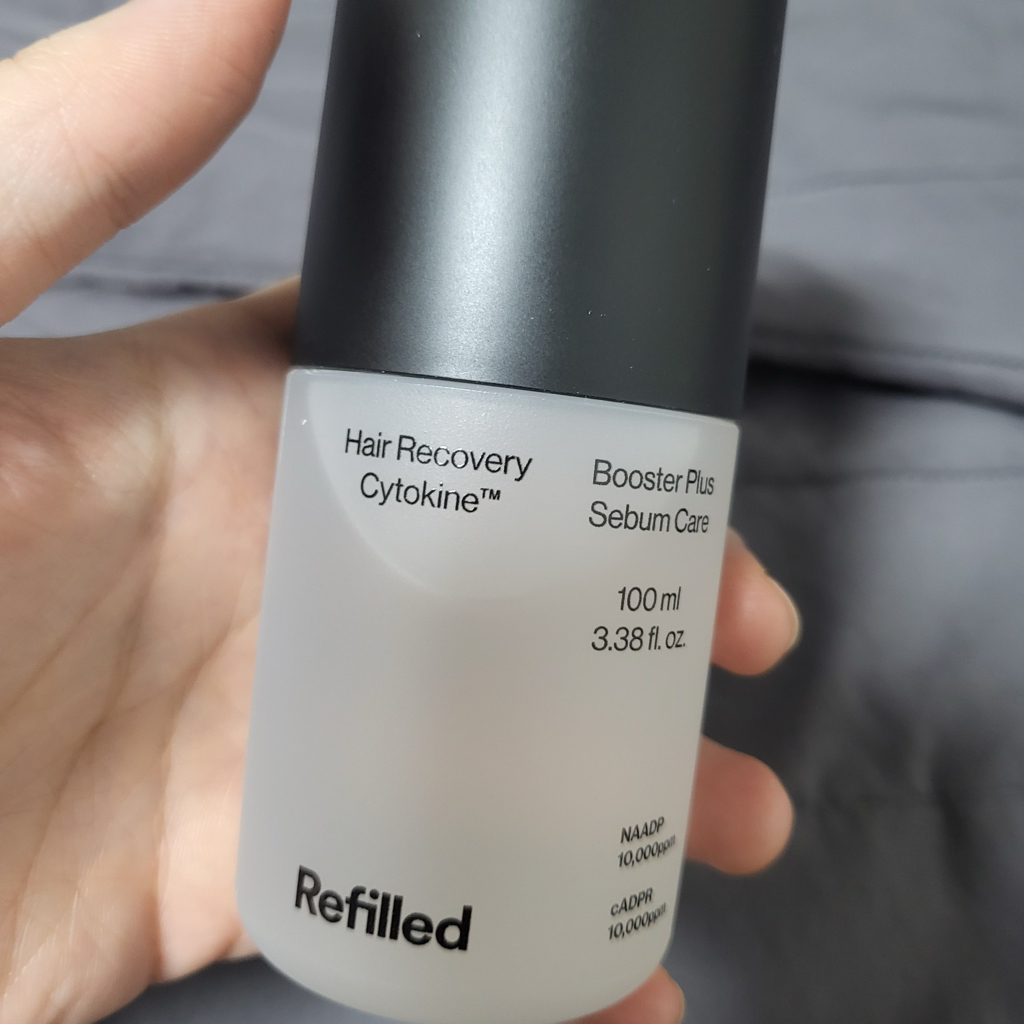 Hair Recovery
Cytokine™
Booster Plus
Sebum Care
100 ml
3.38 fl. oz.
NAADP
10,000ppm
cADPR
10,000ppm
Refilled